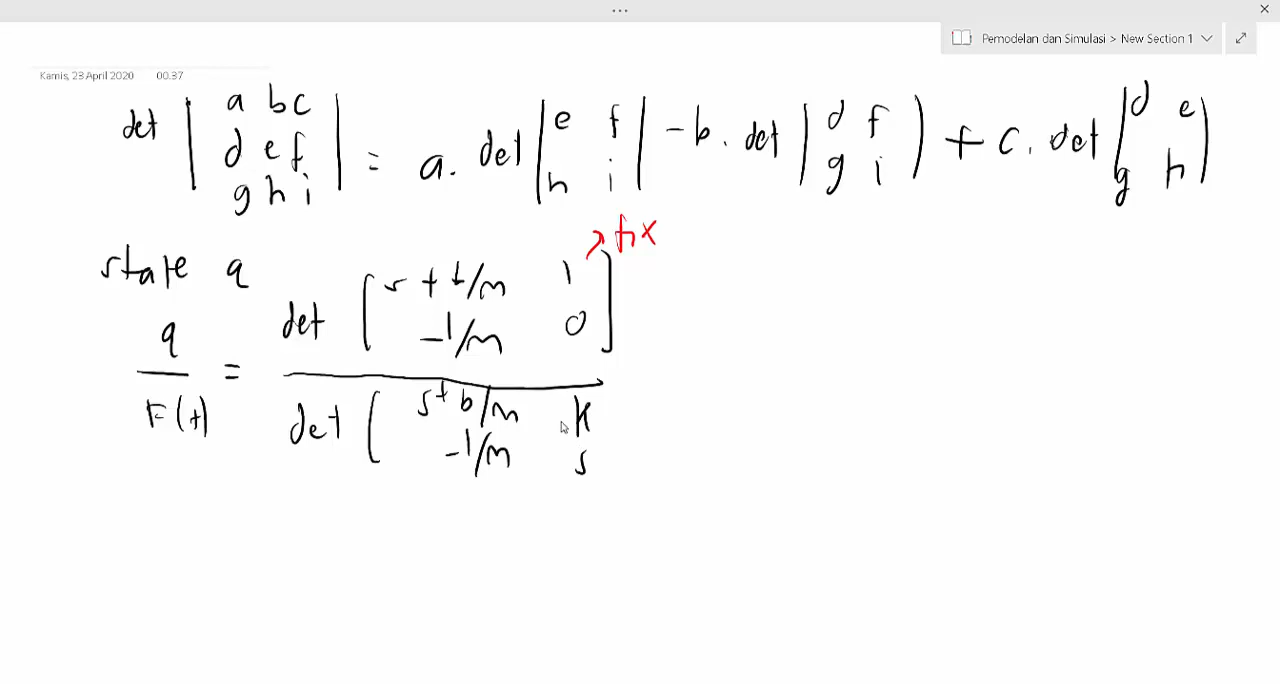 Pemodelan dan Simulasi > New Section 1
Kamis, 23 April 2020 00.37
det | a b c | = a. det | e f | - b. det | d f | + c. det | d e |
d e f h i g i g h
g h i
fix
state q
q / F(t) = det [ s + b/m 1
-1/m 0 ]
det [ s + b/m k
-1/m s